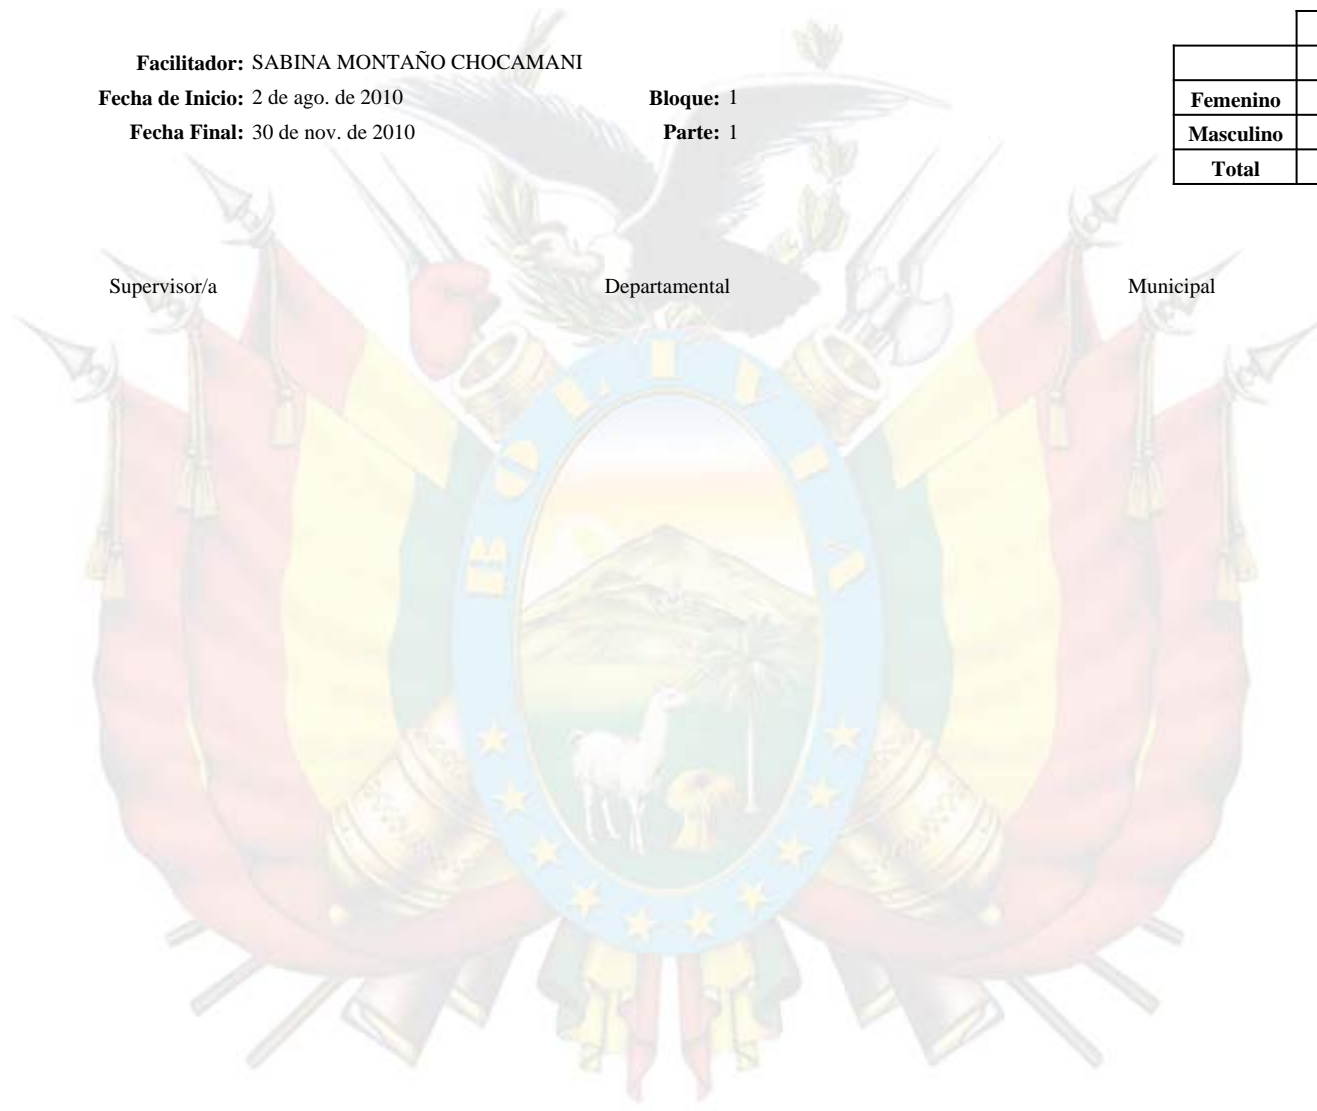 Facilitador: SABINA MONTAÑO CHOCAMANI
Fecha de Inicio: 2 de ago. de 2010 Bloque: 1
Fecha Final: 30 de nov. de 2010 Parte: 1
Femenino
Masculino
Total
Supervisor/a Departamental Municipal
BOLIVIA